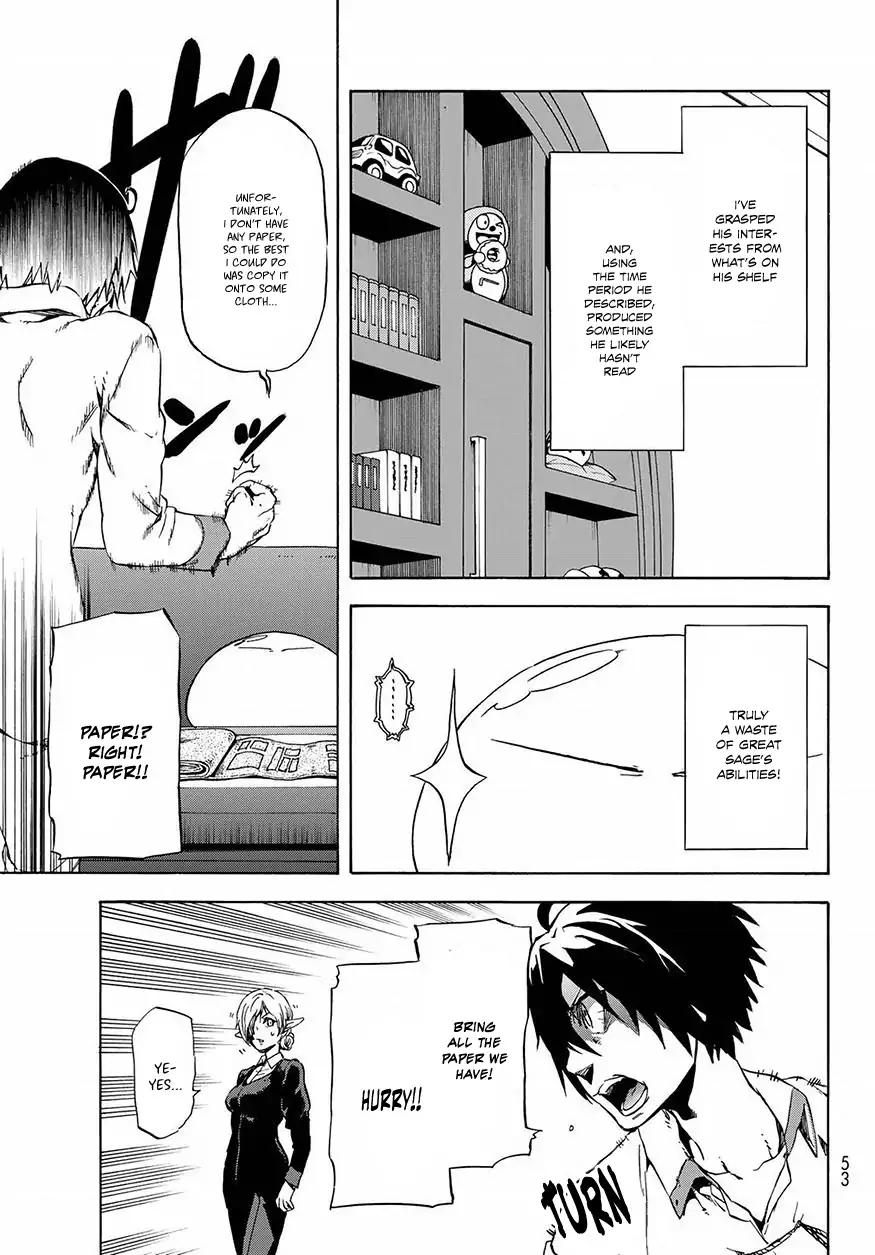 I'VE
GRASPED
HIS INTER-
ESTS FROM
WHAT'S ON
HIS SHELF
AND,
USING
THE TIME
PERIOD HE
DESCRIBED,
PRODUCED
SOMETHING
HE LIKELY
HASN'T
READ
TRULY
A WASTE
OF GREAT
SAGE'S
ABILITIES!
UNFOR-
TUNATELY,
I DON'T HAVE
ANY PAPER,
SO THE BEST
I COULD DO
WAS COPY IT
ONTO SOME
CLOTH...
PAPER!?
RIGHT!
PAPER!!
BRING
ALL THE
PAPER WE
HAVE!
HURRY!!
TURN
YE-
YES...
53